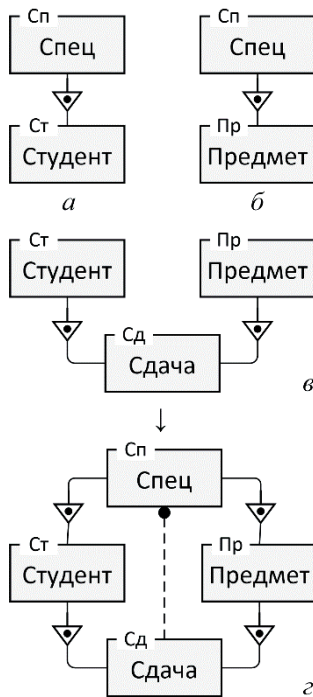 Сп Сп
Спец Спец
Ст Пр
Студент Предмет
а б
Ст Пр
Студент Предмет
Сд
Сдача
в
↓
Сп
Спец
Ст Пр
Студент Предмет
Сд
Сдача
г